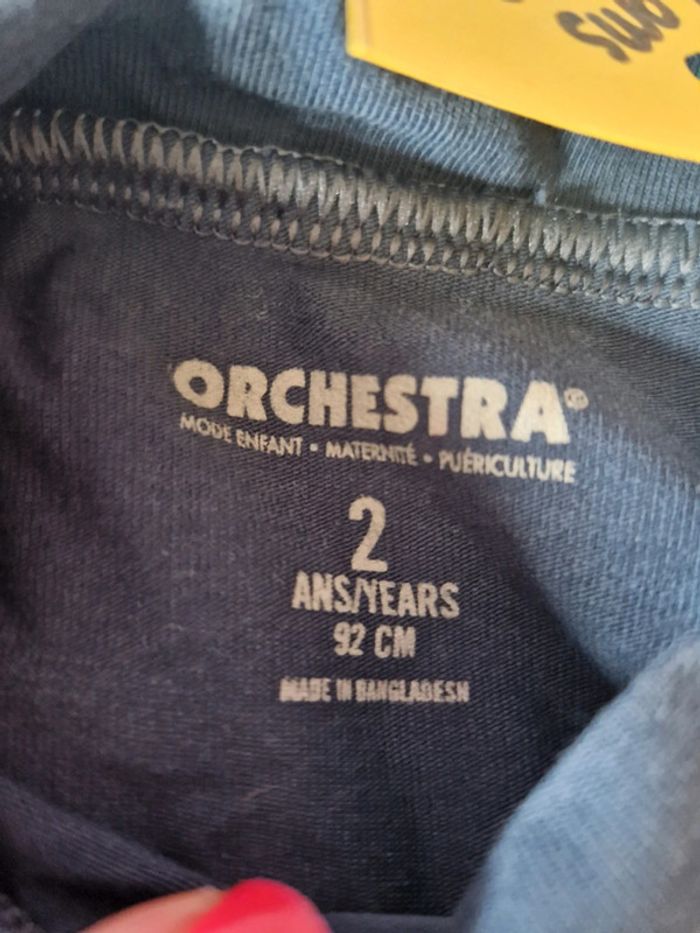 ORCHESTRA®
MODE ENFANT • MATERNITÉ • PUÉRICULTURE
2
ANS/YEARS
92 CM
MADE IN BANGLADESH